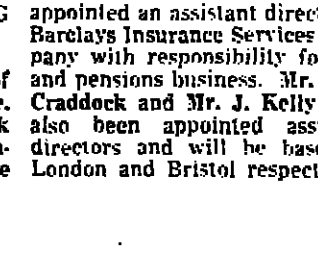 G appointed an assistant direct
Barclays Insurance Services
pany with responsibility fo
of and pensions business. Mr.
e. Craddock and Mr. J. Kelly
k also been appointed ass
n- directors and will be base
e London and Bristol respect